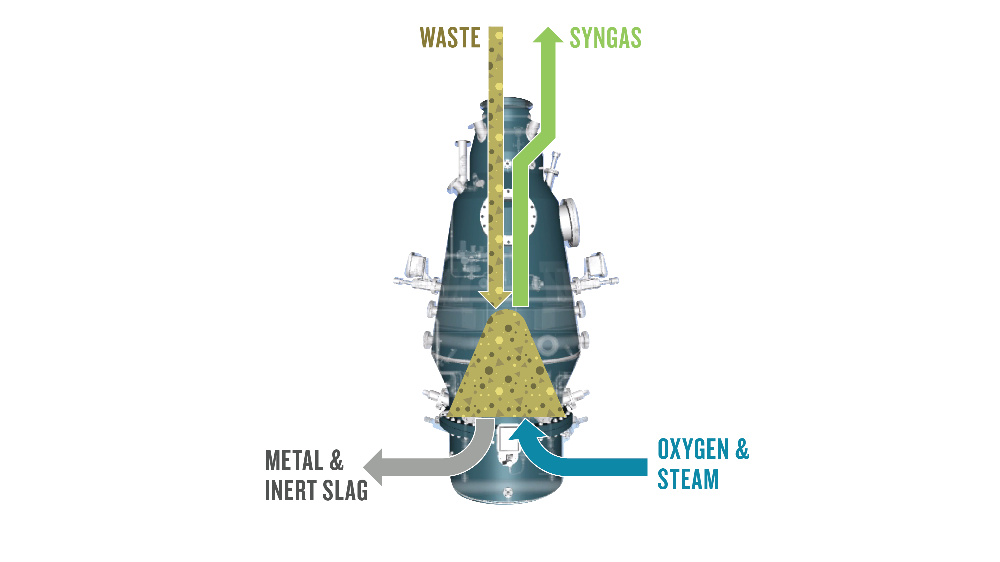 WASTE
SYNGAS
METAL &
INERT SLAG
OXYGEN &
STEAM